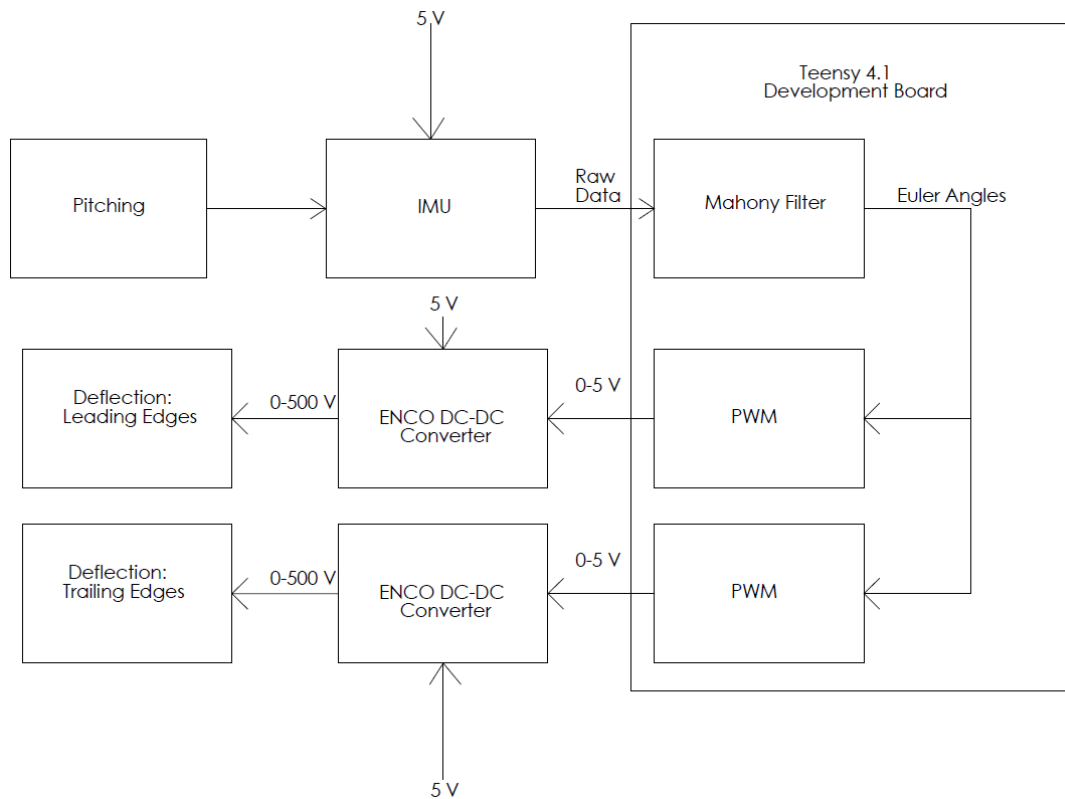 5 V
Teensy 4.1
Development Board
Pitching
IMU
Raw
Data
Mahony Filter
Euler Angles
5 V
Deflection:
Leading Edges
0-500 V
ENCO DC-DC
Converter
0-5 V
PWM
Deflection:
Trailing Edges
0-500 V
ENCO DC-DC
Converter
0-5 V
PWM
5 V